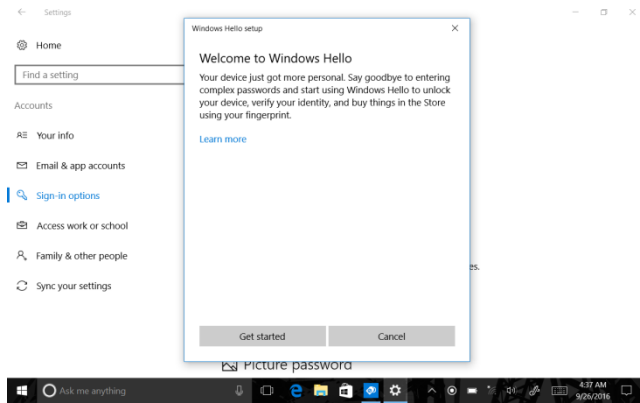 Settings
Home
Find a setting
Accounts
Your info
Email & app accounts
Sign-in options
Access work or school
Family & other people
Sync your settings
Windows Hello setup
Welcome to Windows Hello
Your device just got more personal. Say goodbye to entering
complex passwords and start using Windows Hello to unlock
your device, verify your identity, and buy things in the Store
using your fingerprint.
Learn more
Get started
Cancel
es.
Picture password
Ask me anything
4:37 AM
9/26/2016